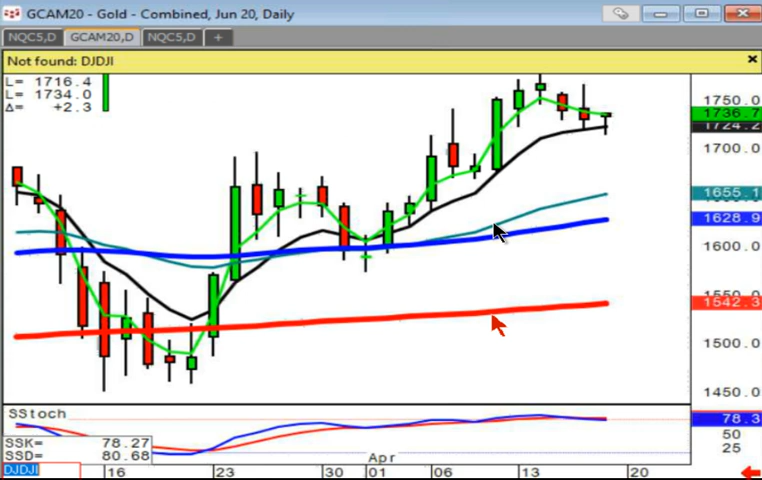 GCAM20 - Gold - Combined, Jun 20, Daily
NQC5,D GCAM20,D NQC5,D +
Not found: DJDJI
L= 1716.4
L= 1734.0
Δ= +2.3
1750.0
1736.7
1724.2
1700.0
1655.1
1628.9
1600.0
1550.0
1542.3
1500.0
1450.0
SStoch
78.3
50
25
SSK= 78.27
SSD= 80.68
Apr
DJDJI 16 23 30 01 06 13 20